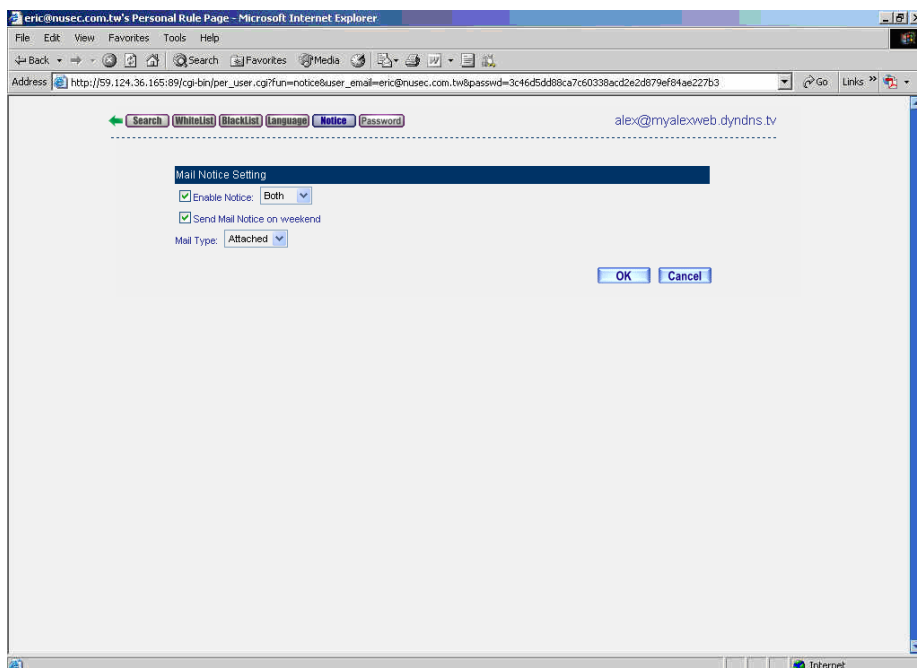 eric@nusec.com.tw's Personal Rule Page - Microsoft Internet Explorer
File Edit View Favorites Tools Help
Back Search Favorites Media
Address http://59.124.36.165:89/cgi-bin/per_user.cgi?fun=notice&user_email=eric@nusec.com.tw&passwd=3c46d5dd88ca7c60338acd2e2d879ef84ae227b3 Go Links »
Search WhiteList BlackList Language Notice Password alex@myalexweb.dyndns.tv
Mail Notice Setting
Enable Notice: Both
Send Mail Notice on weekend
Mail Type: Attached
OK Cancel
Internet